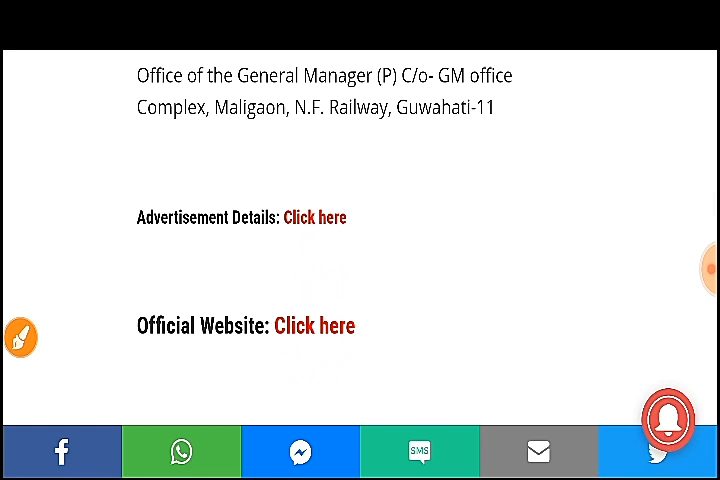 Office of the General Manager (P) C/o- GM office
Complex, Maligaon, N.F. Railway, Guwahati-11
Advertisement Details: Click here
Official Website: Click here
SMS